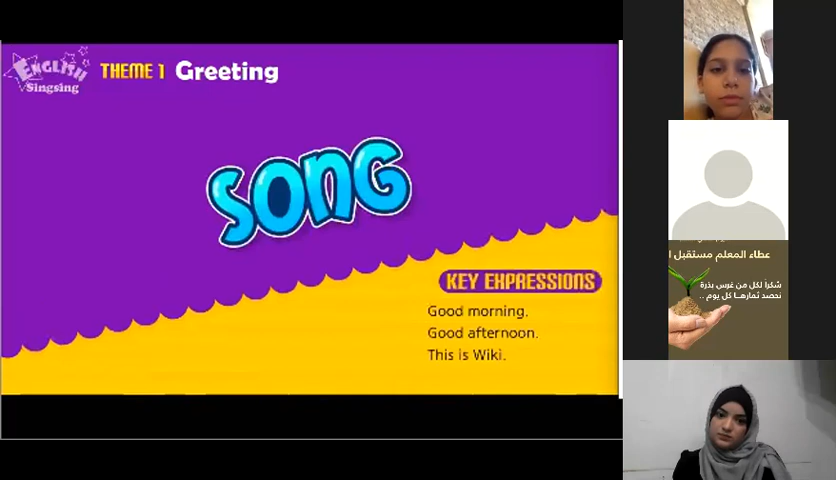 ENGLISH
Singsing
THEME 1 Greeting
SONG
KEY EXPRESSIONS
Good morning.
Good afternoon.
This is Wiki.
عطاء المعلم مستقبل
شكراً لكل من غرس بذرة
نحصد ثمارهـا كل يوم ..